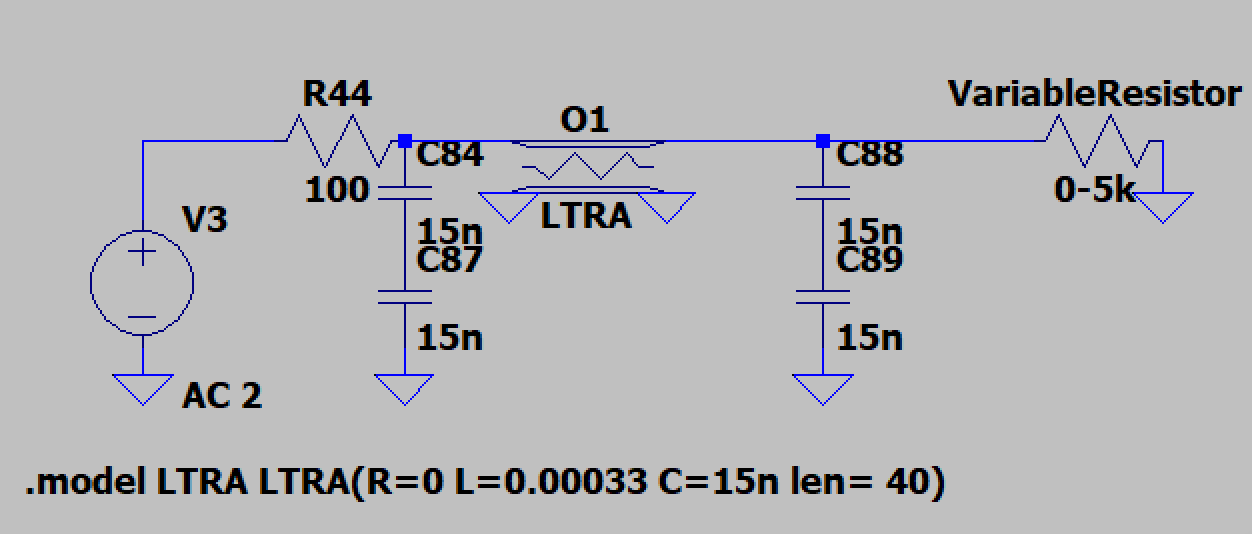 R44
VariableResistor
O1
C84
C88
100
0-5k
V3
LTRA
15n
15n
C87
C89
15n
15n
AC 2
.model LTRA LTRA(R=0 L=0.00033 C=15n len= 40)